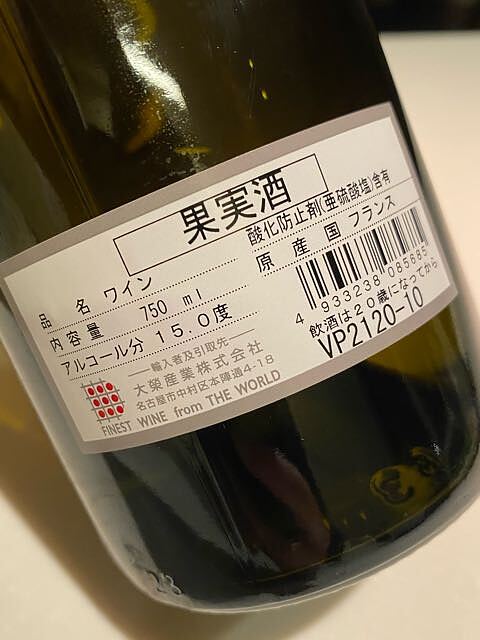 果実酒
品名 ワイン
酸化防止剤(亜硫酸塩)含有
内容量 750 ml
原産国 フランス
アルコール分 15.0度
4 933238 085685
輸入者及引取先
大榮産業株式会社
飲酒は20歳になってから
名古屋市中村区本陣通4-18
VP2120-10
FINEST WINE from THE WORLD